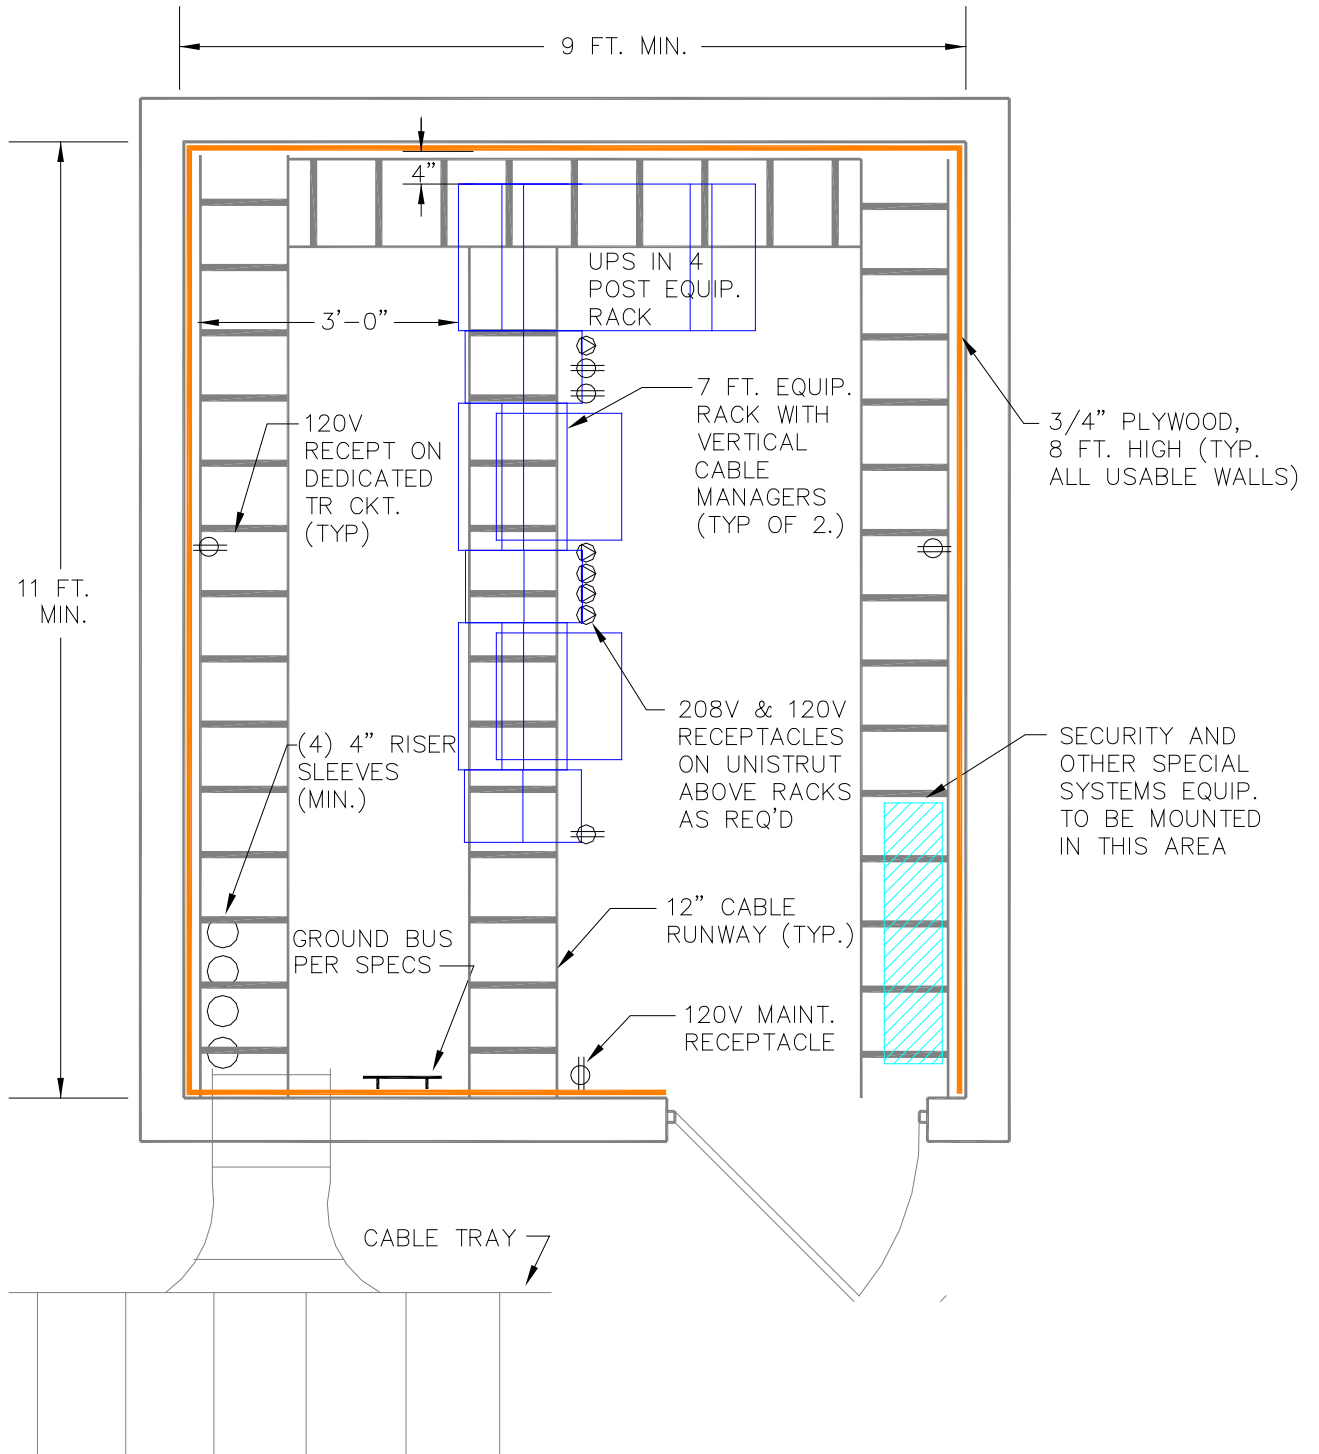 9 FT. MIN.
4"
UPS IN 4
POST EQUIP.
RACK
3'-0"
7 FT. EQUIP.
RACK WITH
VERTICAL
CABLE
MANAGERS
(TYP OF 2.)
120V
RECEPT ON
DEDICATED
TR CKT.
(TYP)
3/4" PLYWOOD,
8 FT. HIGH (TYP.
ALL USABLE WALLS)
11 FT.
MIN.
208V & 120V
RECEPTACLES
ON UNISTRUT
ABOVE RACKS
AS REQ'D
(4) 4" RISER
SLEEVES
(MIN.)
SECURITY AND
OTHER SPECIAL
SYSTEMS EQUIP.
TO BE MOUNTED
IN THIS AREA
12" CABLE
RUNWAY (TYP.)
GROUND BUS
PER SPECS
120V MAINT.
RECEPTACLE
CABLE TRAY